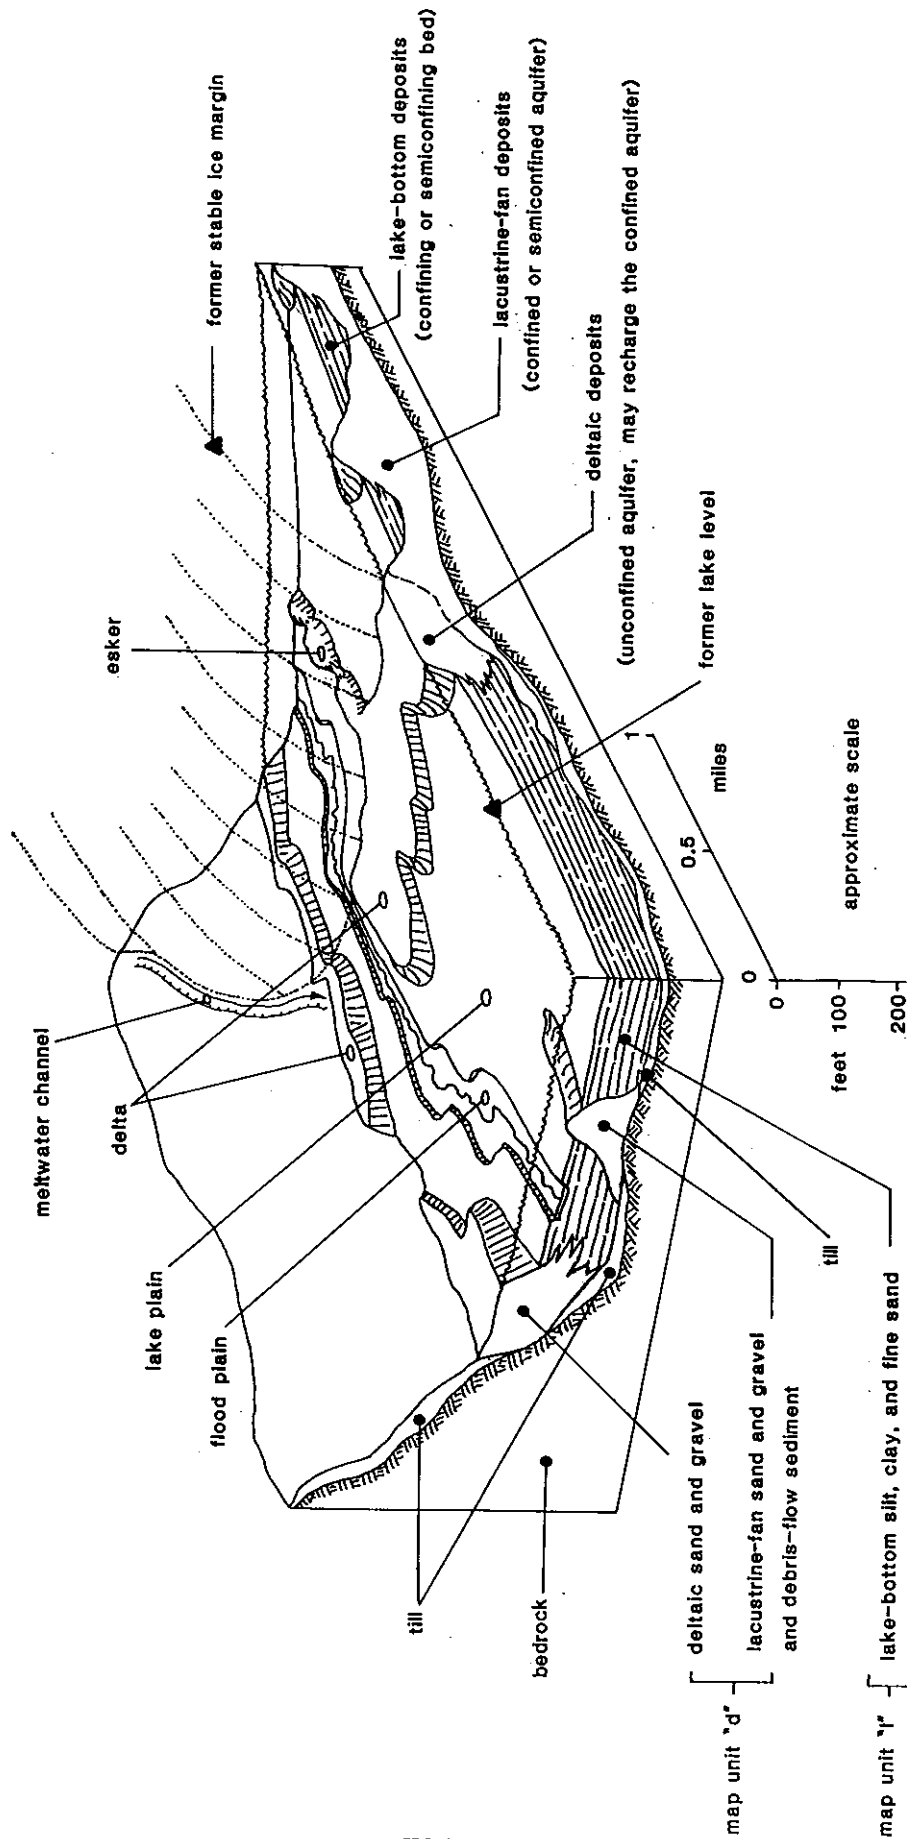 meltwater channel
delta
esker
former stable ice margin
lake plain
flood plain
lake-bottom deposits
(confining or semiconfining bed)
lacustrine-fan deposits
(confined or semiconfined aquifer)
deltaic deposits
(unconfined aquifer, may recharge the confined aquifer)
former lake level
till
bedrock
map unit "d"
deltaic sand and gravel
lacustrine-fan sand and gravel
and debris-flow sediment
till
map unit "l"
lake-bottom silt, clay, and fine sand
0
0.5
1
miles
0
100
200
feet
approximate scale